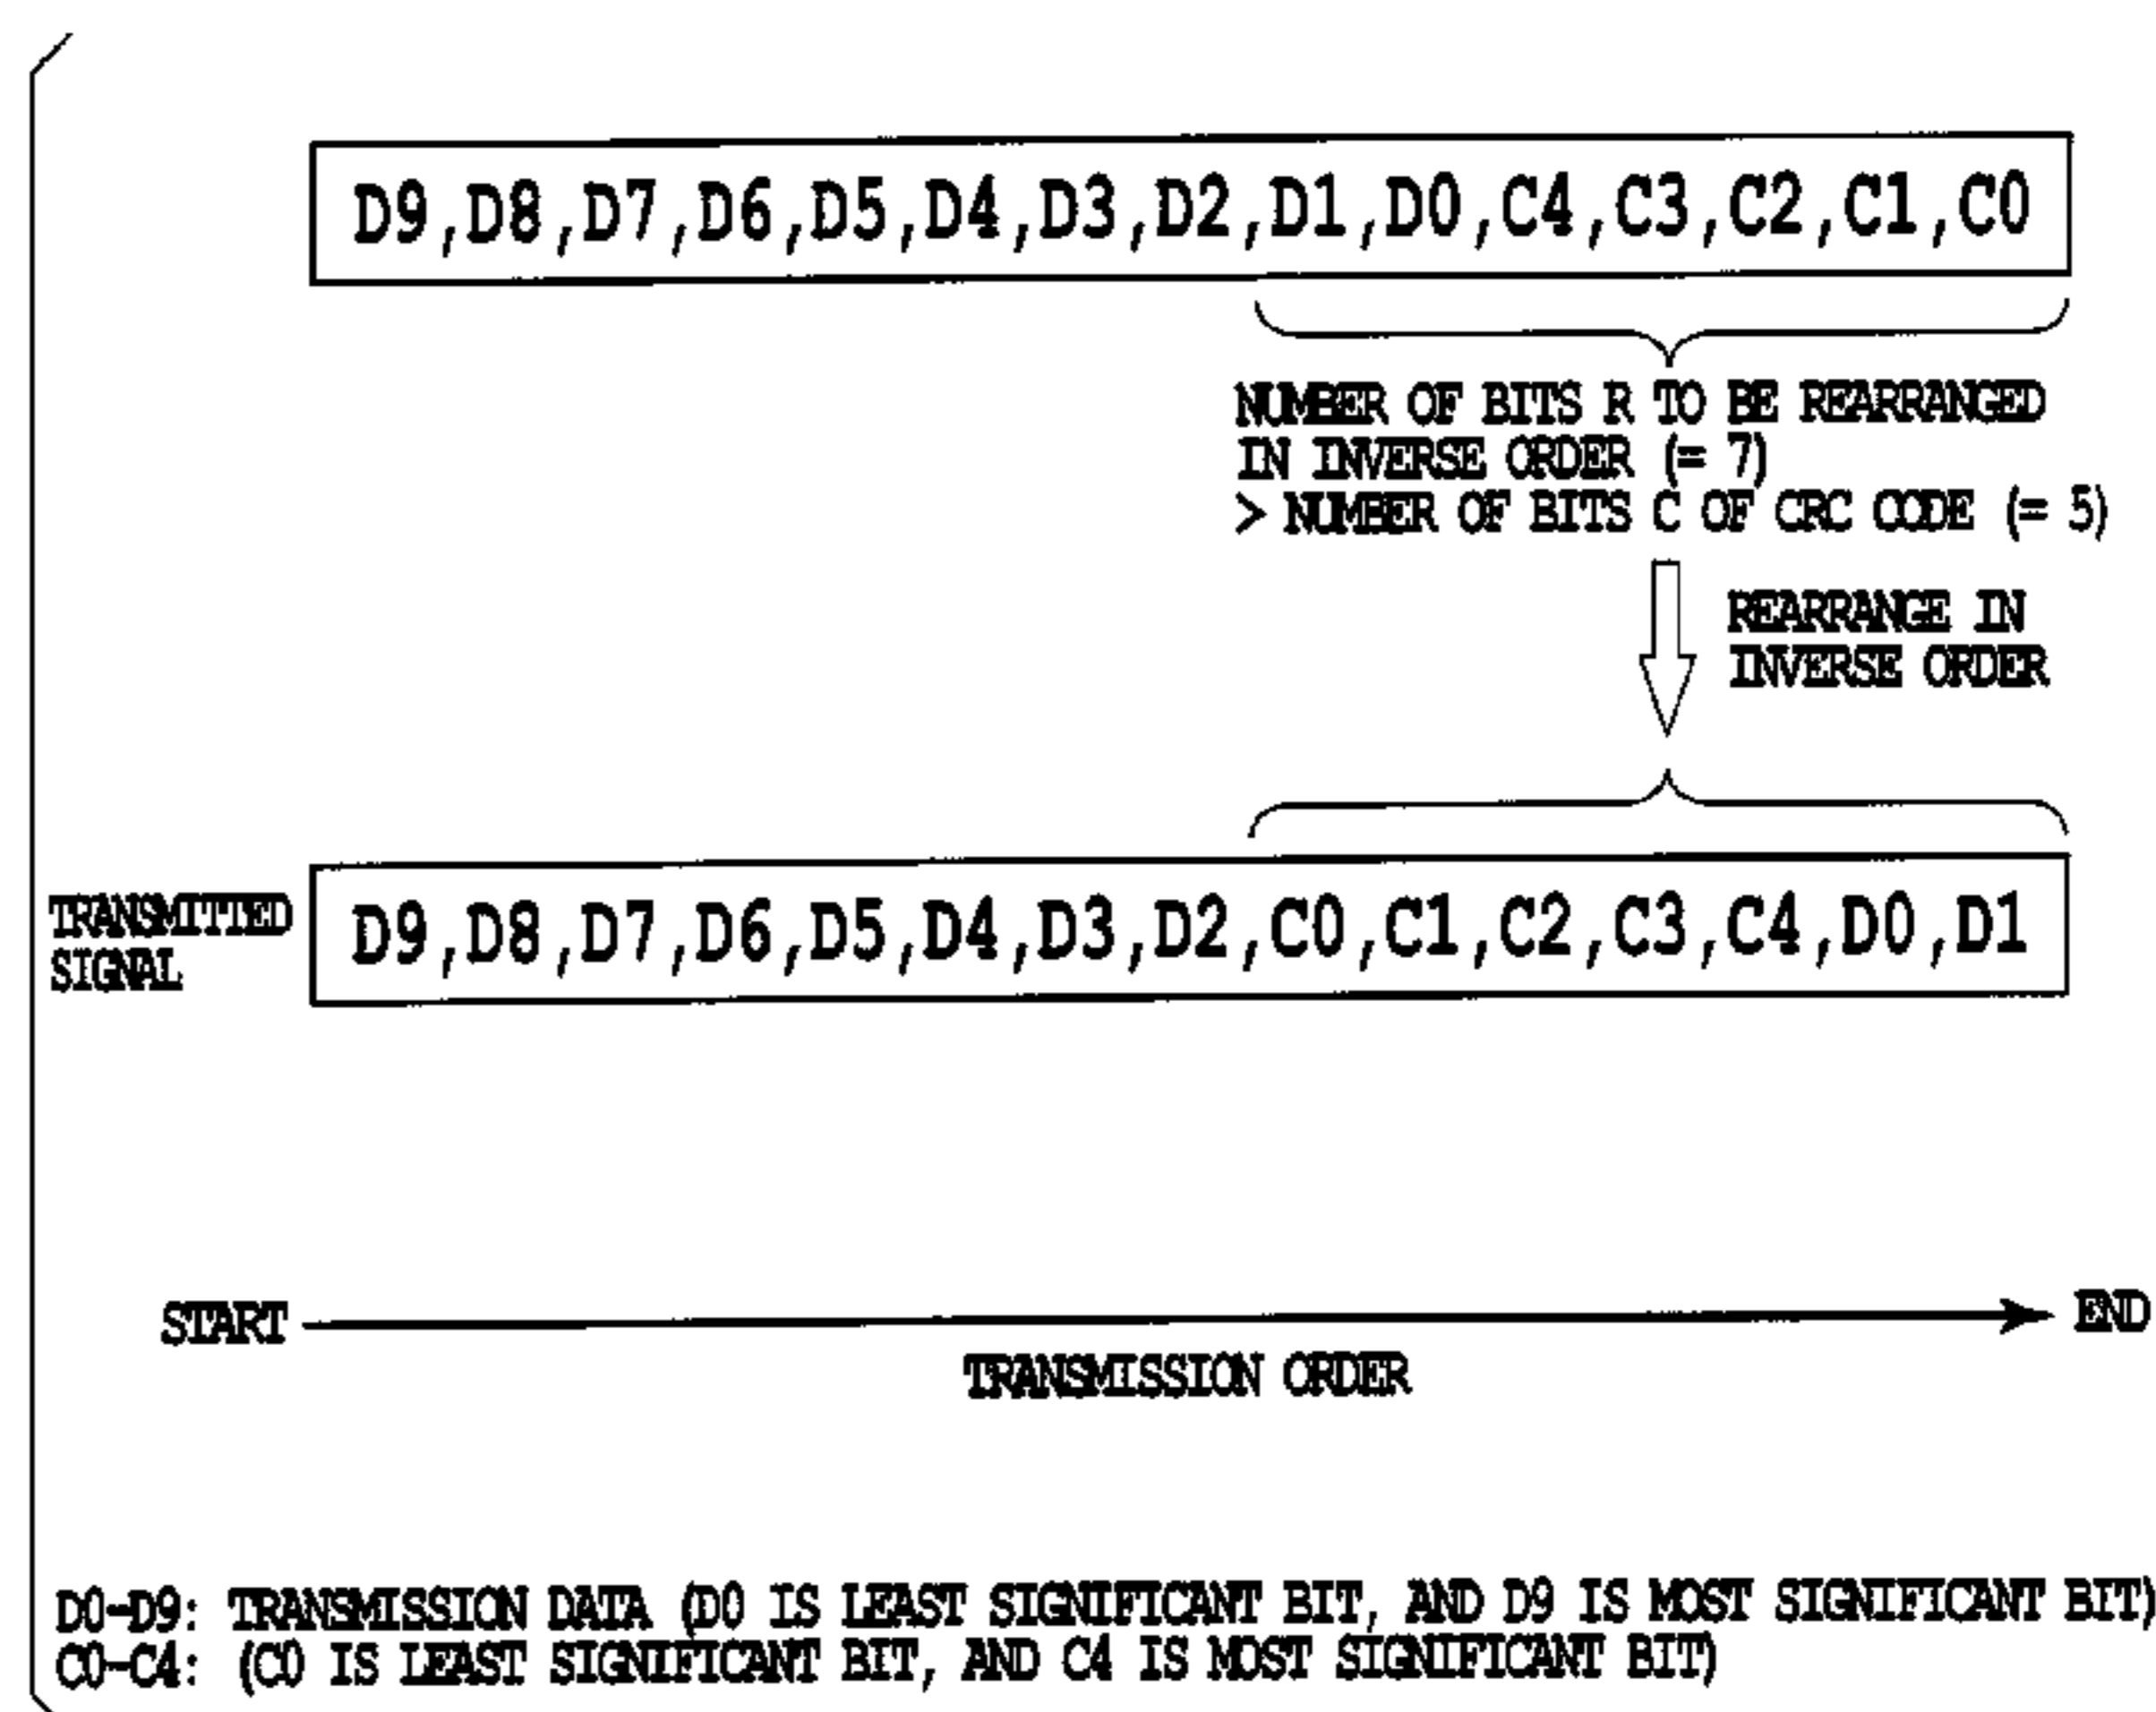 D9,D8,D7,D6,D5,D4,D3,D2,D1,D0,C4,C3,C2,C1,C0
NUMBER OF BITS R TO BE REARRANGED
IN INVERSE ORDER (= 7)
> NUMBER OF BITS C OF CRC CODE (= 5)
REARRANGE IN
INVERSE ORDER
TRANSMITTED
SIGNAL
D9,D8,D7,D6,D5,D4,D3,D2,C0,C1,C2,C3,C4,D0,D1
START
END
TRANSMISSION ORDER
D0-D9: TRANSMISSION DATA (D0 IS LEAST SIGNIFICANT BIT, AND D9 IS MOST SIGNIFICANT BIT)
C0-C4: (C0 IS LEAST SIGNIFICANT BIT, AND C4 IS MOST SIGNIFICANT BIT)